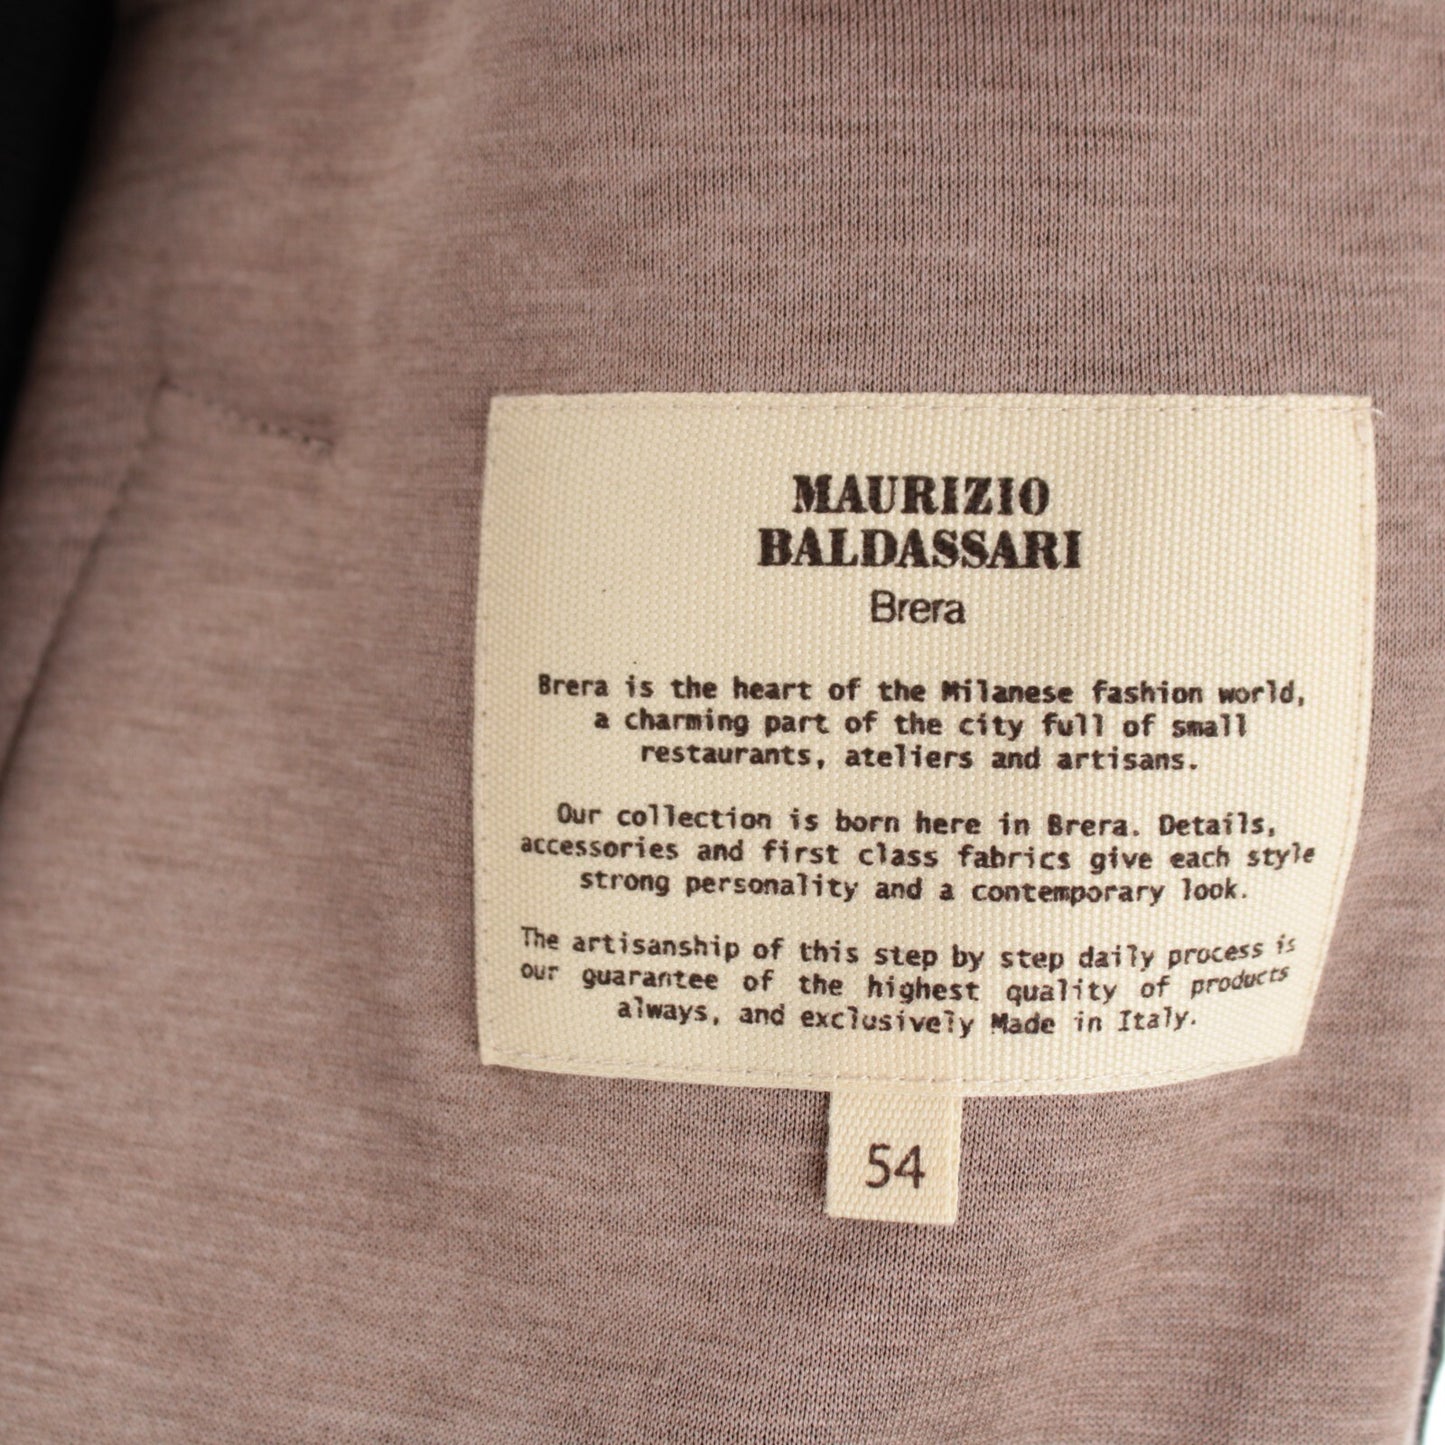 MAURIZIO
BALDASSARI
Brera
Brera is the heart of the Milanese fashion world,
a charming part of the city full of small
restaurants, ateliers and artisans.
Our collection is born here in Brera. Details,
accessories and first class fabrics give each style
strong personality and a contemporary look.
The artisanship of this step by step daily process is
our guarantee of the highest quality of products
always, and exclusively Made in Italy.
54